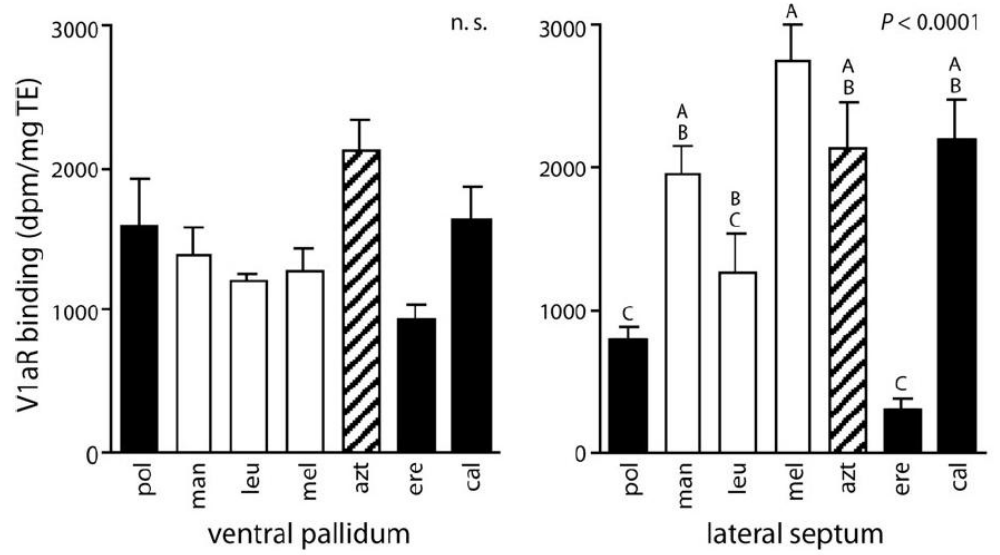 V1aR binding (dpm/mg TE)
3000
2000
1000
0
n. s.
pol
man
leu
mel
azt
ere
cal
ventral pallidum
3000
2000
1000
0
P < 0.0001
C
A
B
B
C
A
A
B
C
A
B
pol
man
leu
mel
azt
ere
cal
lateral septum